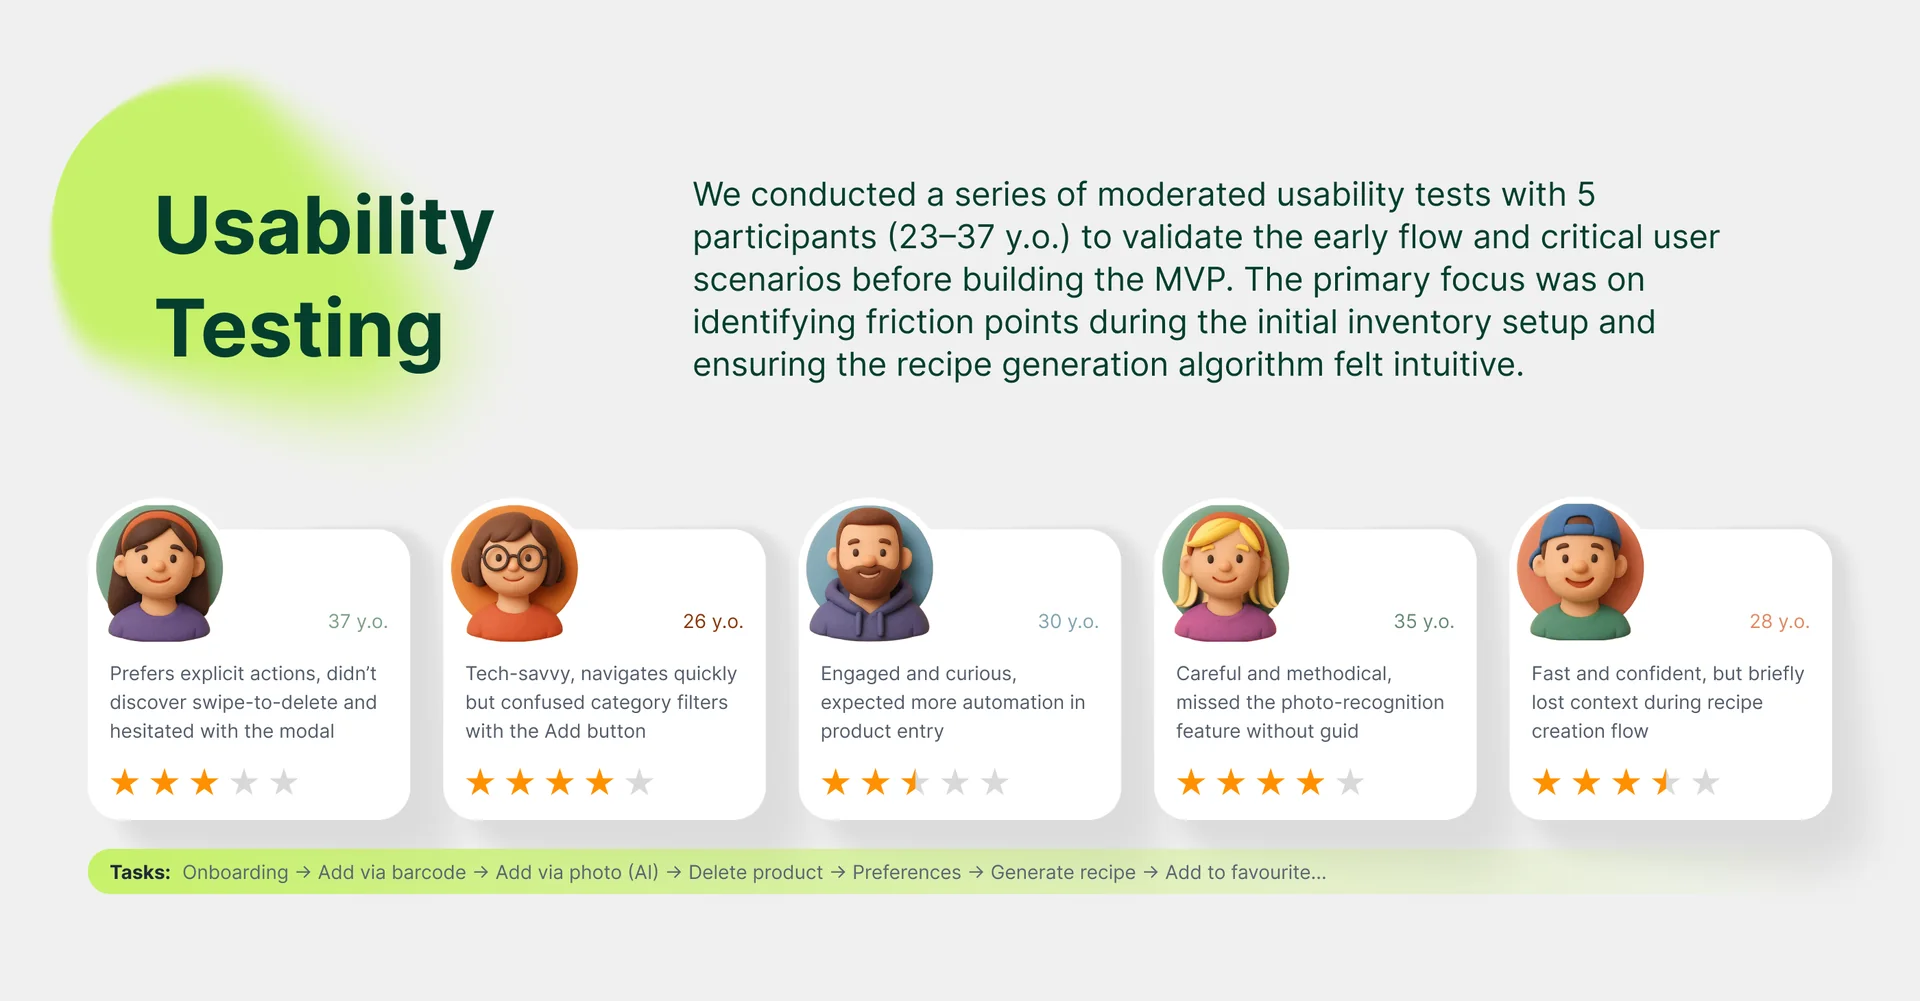 Usability
Testing
We conducted a series of moderated usability tests with 5
participants (23–37 y.o.) to validate the early flow and critical user
scenarios before building the MVP. The primary focus was on
identifying friction points during the initial inventory setup and
ensuring the recipe generation algorithm felt intuitive.
37 y.o.
Prefers explicit actions, didn’t
discover swipe-to-delete and
hesitated with the modal
26 y.o.
Tech-savvy, navigates quickly
but confused category filters
with the Add button
30 y.o.
Engaged and curious,
expected more automation in
product entry
35 y.o.
Careful and methodical,
missed the photo-recognition
feature without guid
28 y.o.
Fast and confident, but briefly
lost context during recipe
creation flow
Tasks: Onboarding → Add via barcode → Add via photo (AI) → Delete product → Preferences → Generate recipe → Add to favourite...